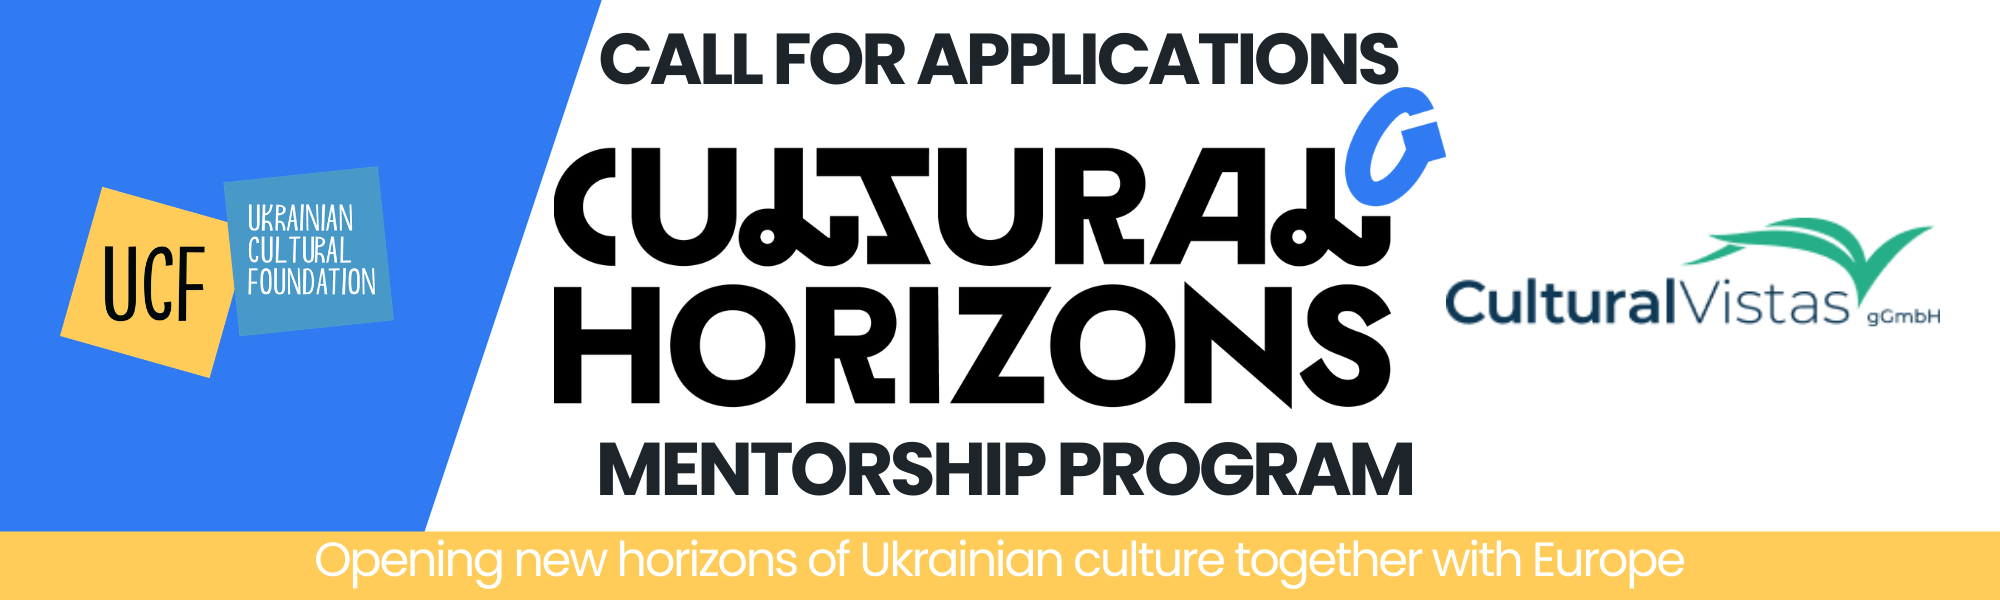 CALL FOR APPLICATIONS
CULTURAL
HORIZONS
MENTORSHIP PROGRAM
UCF
UKRAINIAN
CULTURAL
FOUNDATION
CulturalVistas
gGmbH
Opening new horizons of Ukrainian culture together with Europe